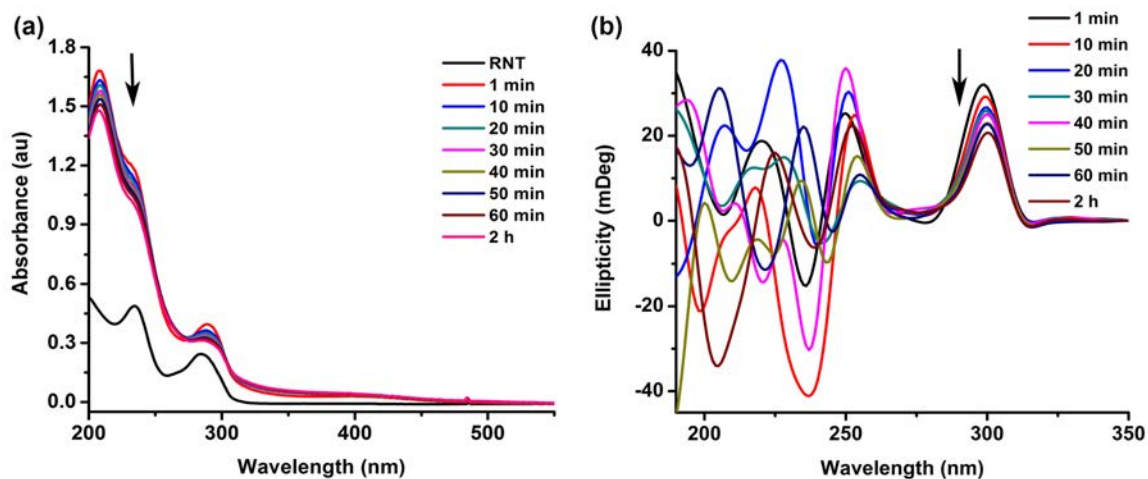 (a)
1.8
1.5
1.2
0.9
0.6
0.3
0.0
Absorbance (au)
200
300
400
500
Wavelength (nm)
RNT
1 min
10 min
20 min
30 min
40 min
50 min
60 min
2 h
(b)
40
20
0
-20
-40
Ellipticity (mDeg)
200
250
300
350
Wavelength (nm)
1 min
10 min
20 min
30 min
40 min
50 min
60 min
2 h